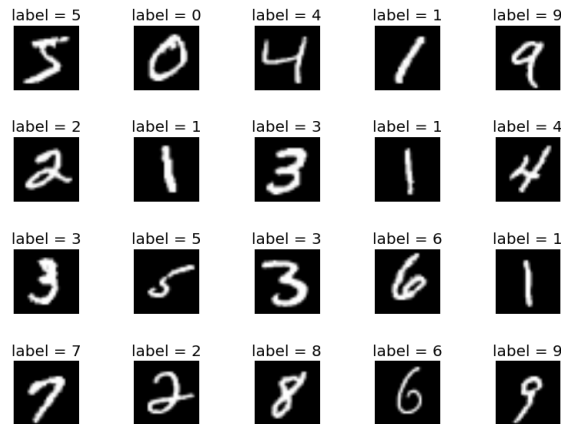 label = 5 label = 0 label = 4 label = 1 label = 9
5 0 4 1 9
label = 2 label = 1 label = 3 label = 1 label = 4
2 1 3 1 4
label = 3 label = 5 label = 3 label = 6 label = 1
3 5 3 6 1
label = 7 label = 2 label = 8 label = 6 label = 9
7 2 8 6 9